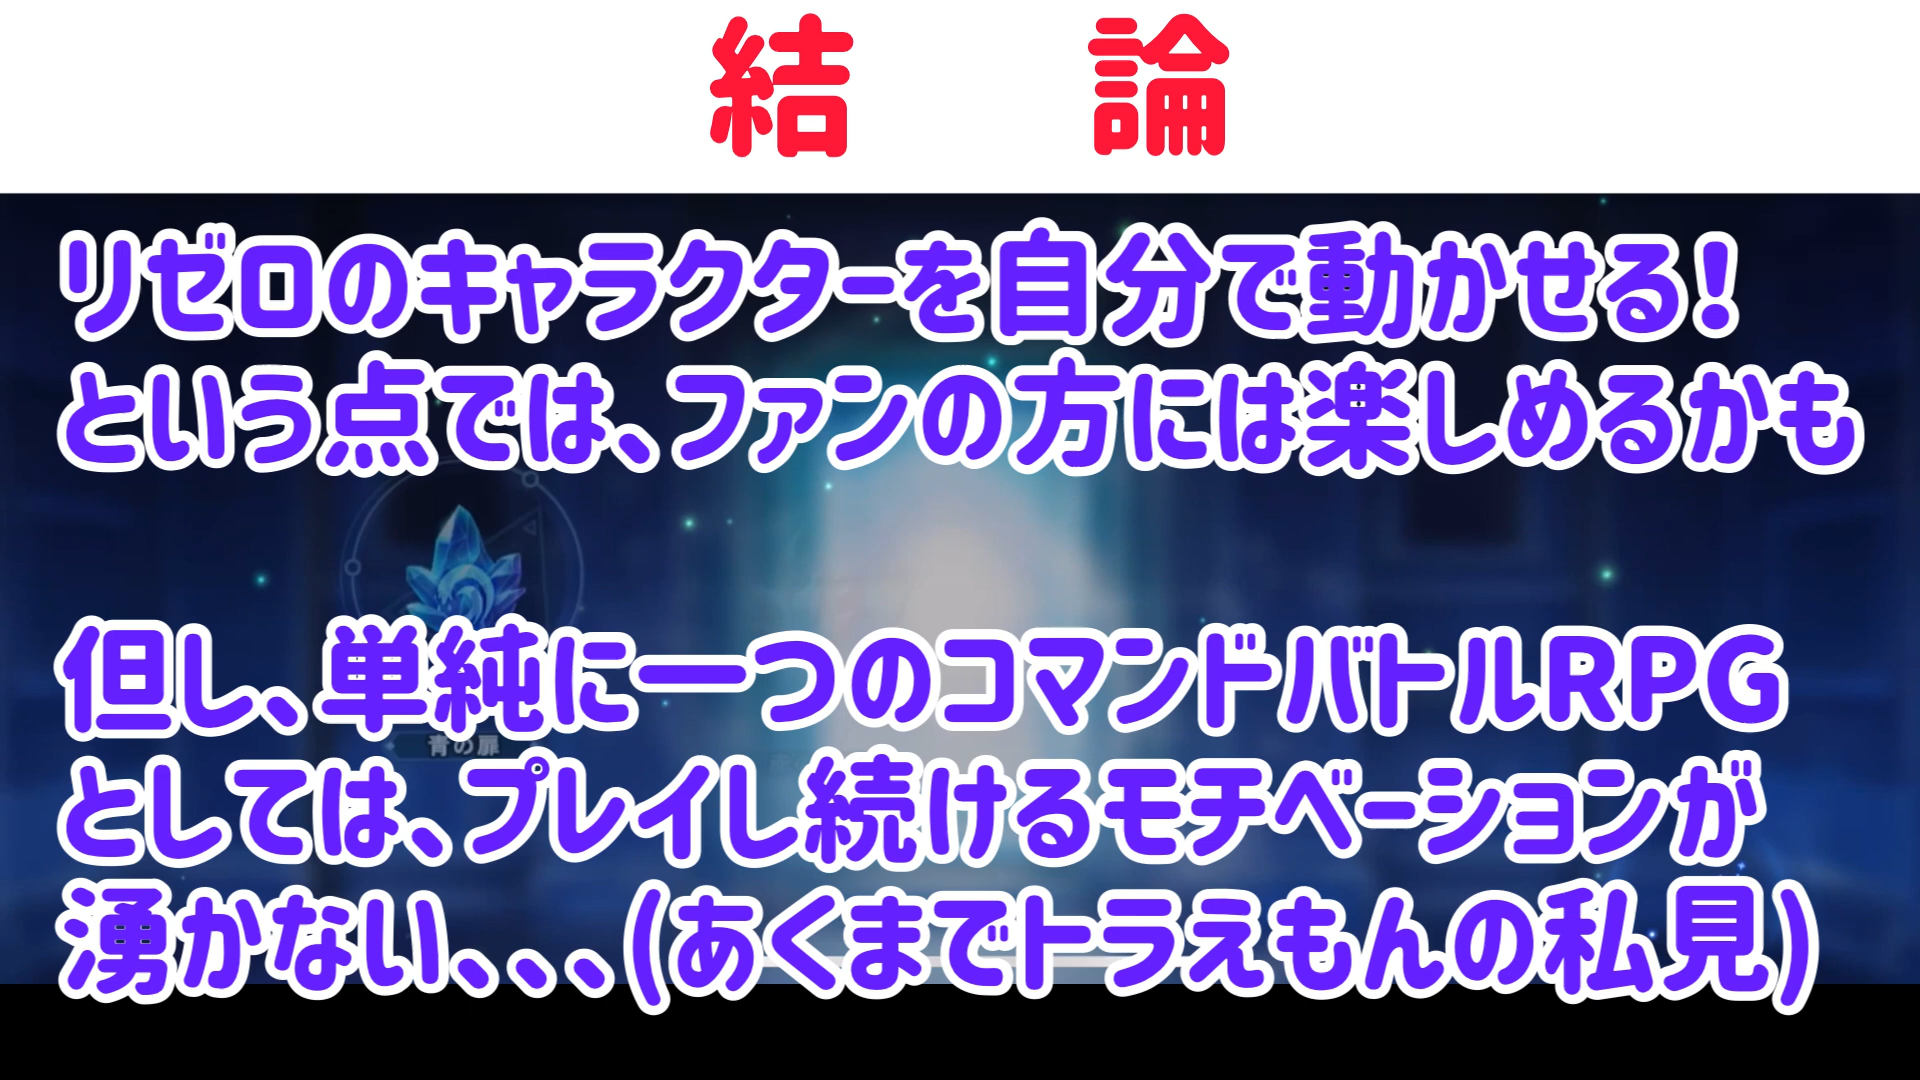 結 論
リゼロのキャラクターを自分で動かせる!
という点では、ファンの方には楽しめるかも
但し、単純に一つのコマンドバトルRPG
青の扉
としては、プレイし続けるモチベーションが
湧かない、、、(あくまでトラえもんの私見)